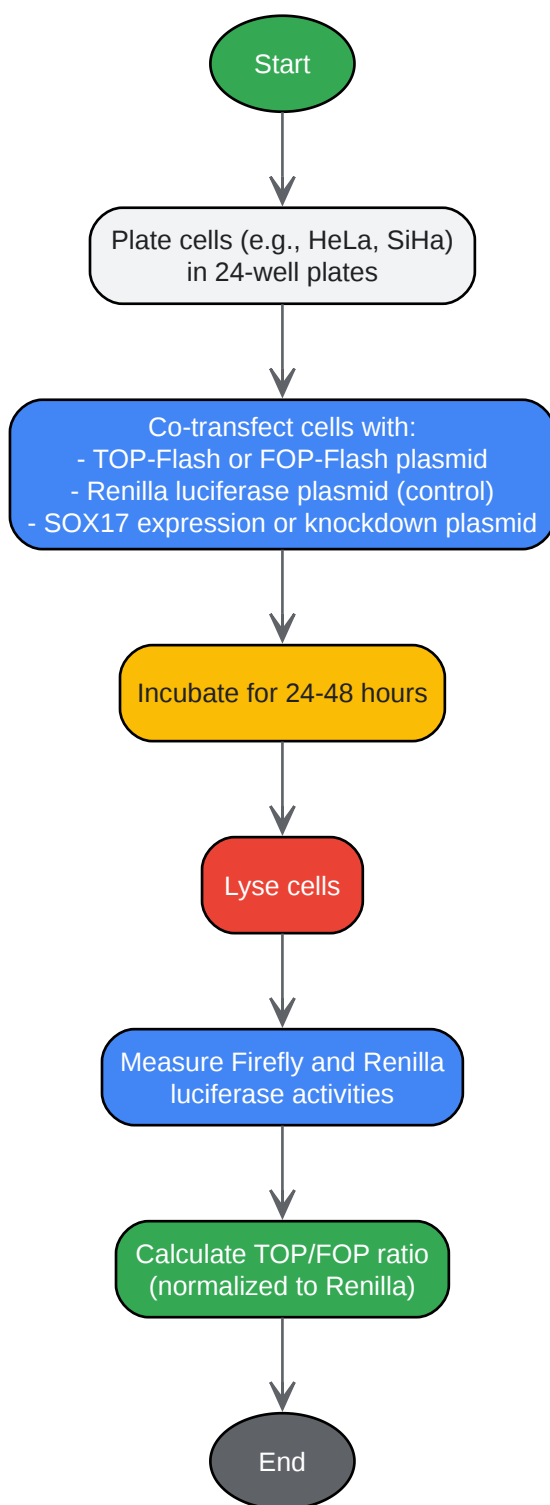 Start
Plate cells (e.g., HeLa, SiHa)
in 24-well plates
Co-transfect cells with:
- TOP-Flash or FOP-Flash plasmid
- Renilla luciferase plasmid (control)
- SOX17 expression or knockdown plasmid
Incubate for 24-48 hours
Lyse cells
Measure Firefly and Renilla
luciferase activities
Calculate TOP/FOP ratio
(normalized to Renilla)
End